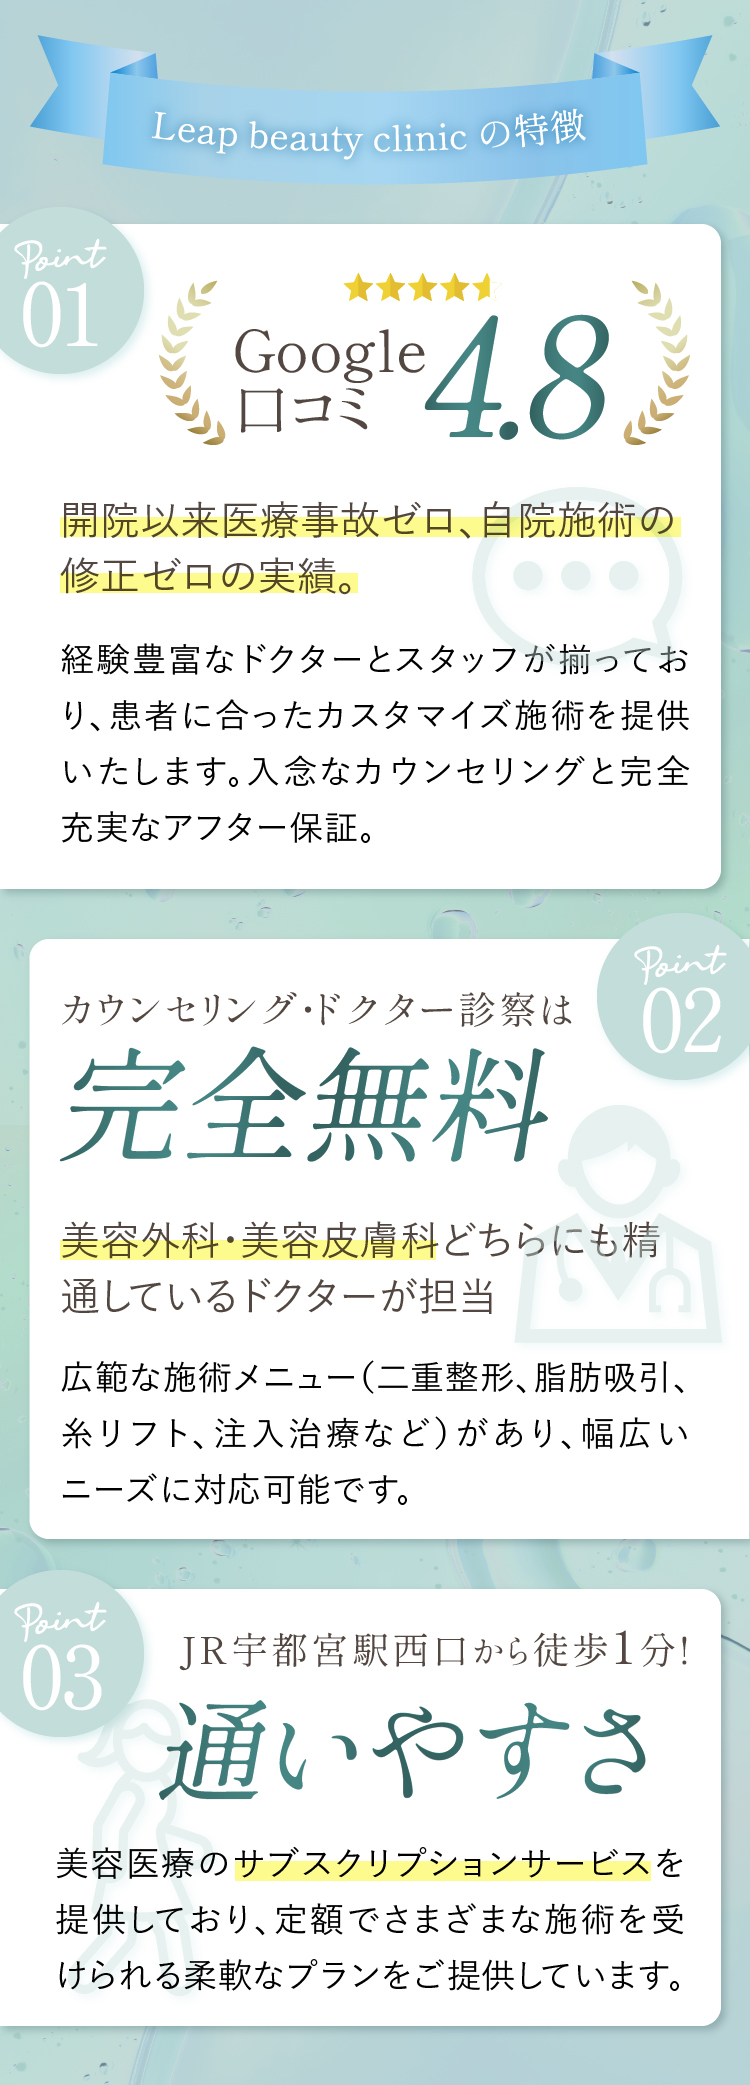 Leap beauty clinic の特徴
Point
01
Google
口コミ
4.8
開院以来医療事故ゼロ、自院施術の
修正ゼロの実績。
経験豊富なドクターとスタッフが揃ってお
り、患者に合ったカスタマイズ施術を提供
いたします。入念なカウンセリングと完全
充実なアフター保証。
Point
02
カウンセリング・ドクター診察は
完全無料
美容外科・美容皮膚科どちらにも精
通しているドクターが担当
広範な施術メニュー（二重整形、脂肪吸引、
糸リフト、注入治療など）があり、幅広い
ニーズに対応可能です。
Point
03
JR宇都宮駅西口から徒歩1分!
通いやすさ
美容医療のサブスクリプションサービスを
提供しており、定額でさまざまな施術を受
けられる柔軟なプランをご提供しています。